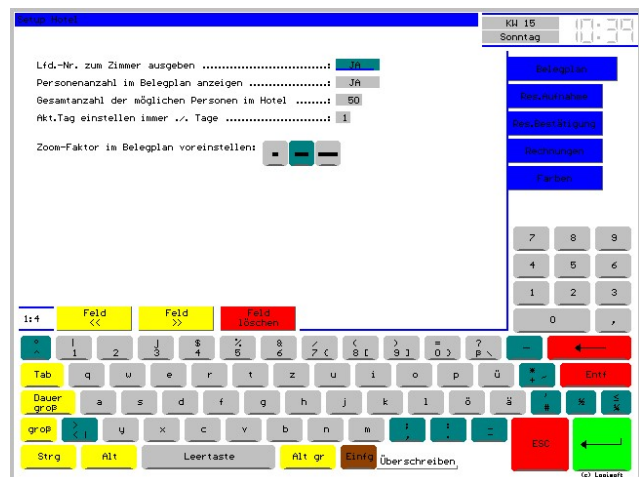 Setup Hotel
KW 15
Sonntag
10:39
Lfd.-Nr. zum Zimmer ausgeben ......................: JA
Personenanzahl im Belegplan anzeigen ..............: JA
Gesamtanzahl der möglichen Personen im Hotel ......: 50
Akt.Tag einstellen immer ./. Tage .................: 1
Zoom-Faktor im Belegplan voreinstellen:
Belegplan
Res.Aufnahme
Res.Bestätigung
Rechnungen
Farben
7 8 9
4 5 6
1 2 3
0 ,
1:4
Feld <<
Feld >>
Feld löschen
° ^ ! 1 2 3 $ 4 % 5 & 6 / 7 { ( 8 [ ) 9 ] = 0 } ? ß \
Tab q w e r t z u i o p ü * + ~ Entf
Dauer groß a s d f g h j k l ö ä ' #
groß > < | y x c v b n m ; , : .
ESC
Strg Alt Leertaste Alt gr Einfg Überschreiben
(c) Logisoft